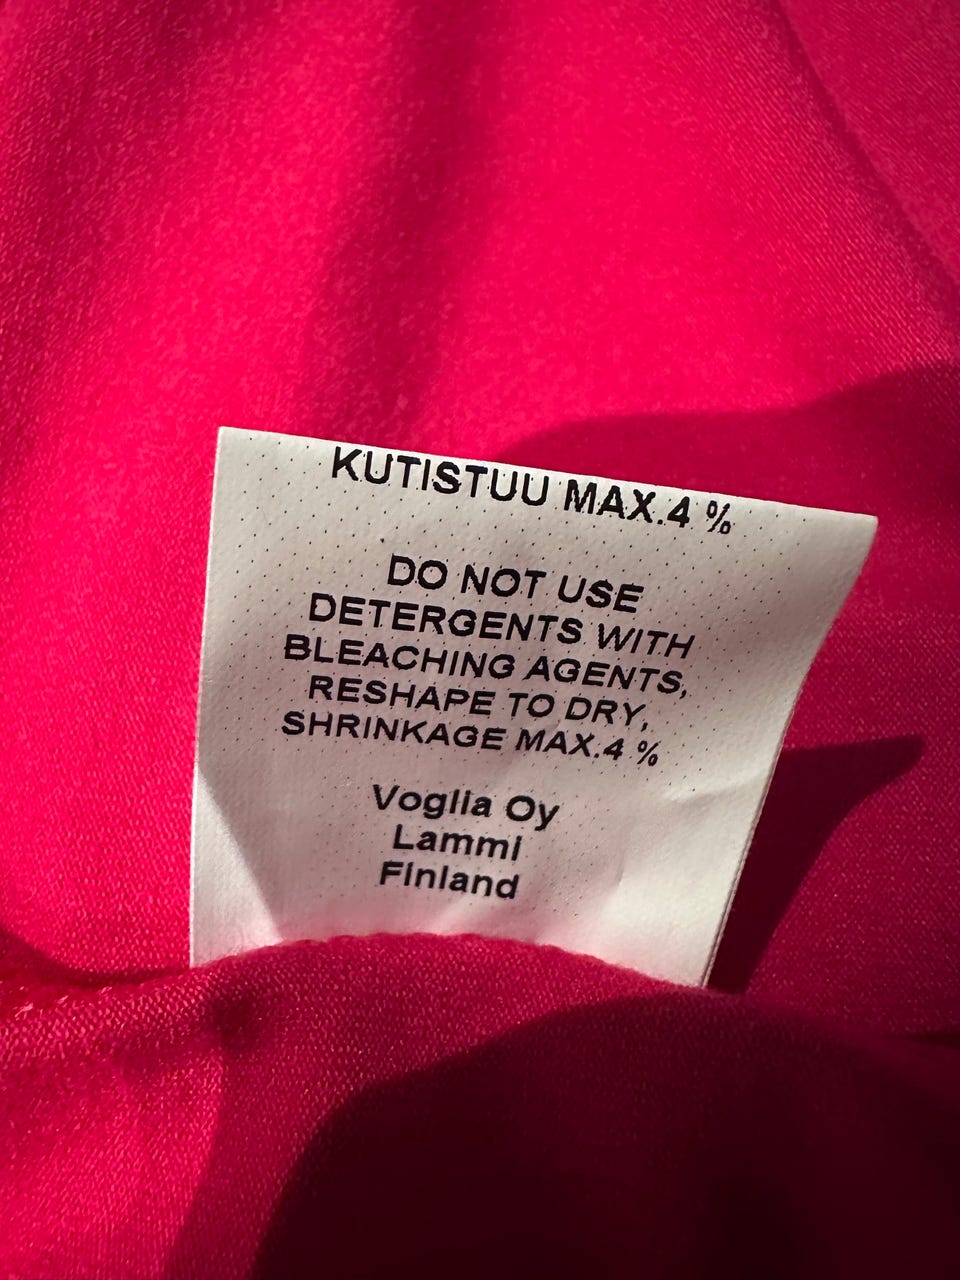 KUTISTUU MAX.4 %
DO NOT USE
DETERGENTS WITH
BLEACHING AGENTS,
RESHAPE TO DRY,
SHRINKAGE MAX.4 %
Voglia Oy
Lammi
Finland